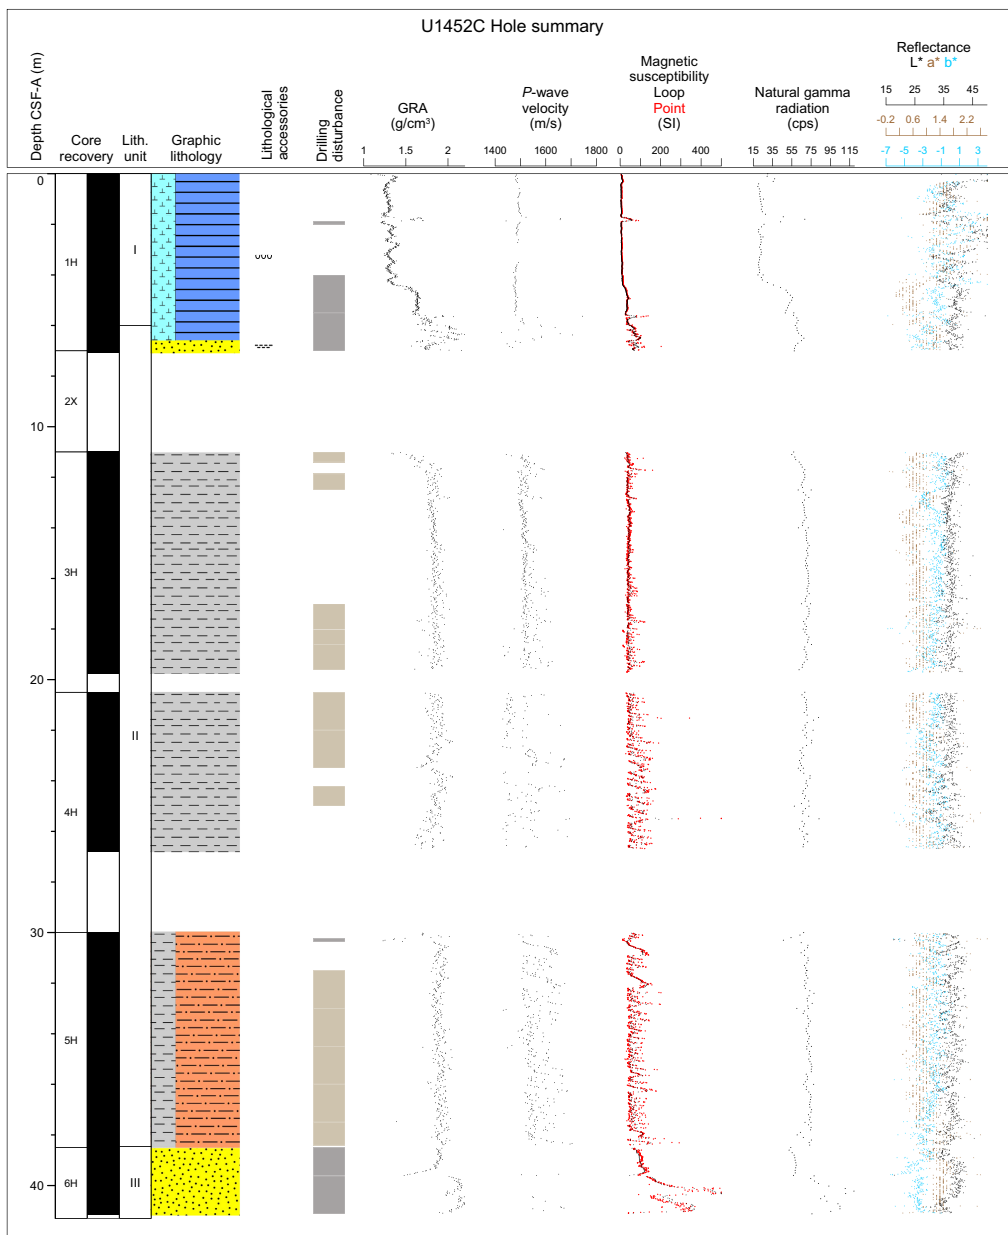 U1452C Hole summary
Depth CSF-A (m)
Core
recovery
Lith.
unit
Graphic
lithology
Lithological
accessories
Drilling
disturbance
GRA
(g/cm³)
1 1.5 2
P-wave
velocity
(m/s)
1400 1600 1800
Magnetic
susceptibility
Loop
Point
(SI)
0 200 400
Natural gamma
radiation
(cps)
15 35 55 75 95 115
Reflectance
L* a* b*
15 25 35 45
-0.2 0.6 1.4 2.2
-7 -5 -3 -1 1 3
0
1H
I
2X
10
3H
20
II
4H
30
5H
6H
III
40